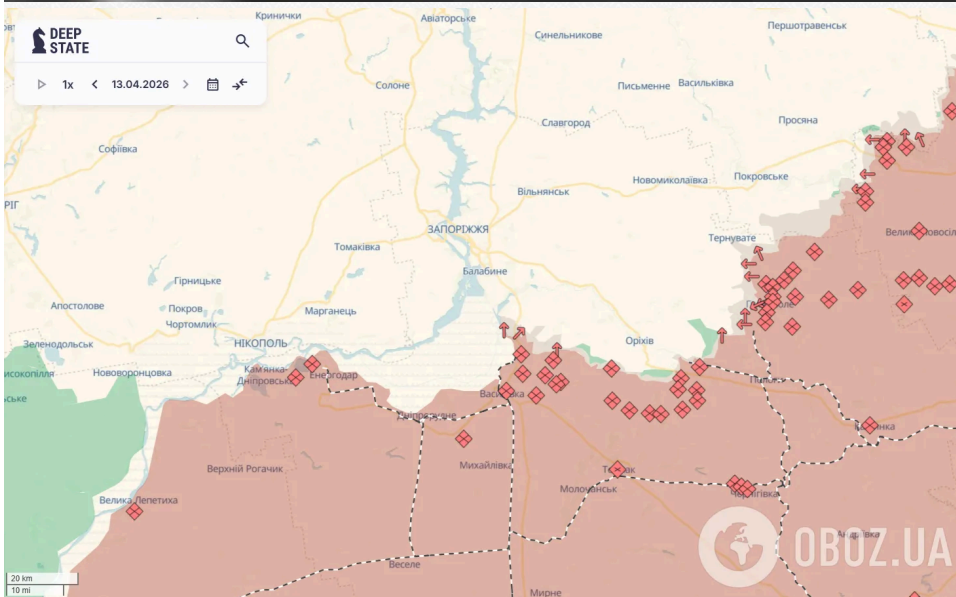 Кринички
Авіаторське
Першотравенськ
DEEP
STATE
Синельникове
1x
13.04.2026
Солоне
Письменне
Васильківка
Славгород
Просяна
Софіївка
РІГ
Новомиколаївка
Покровське
Вільнянськ
ЗАПОРІЖЖЯ
Тернувате
Томаківка
Балабине
Гірницьке
Апостолове
Покров
Марганець
Чортомлик
Зеленодольськ
НІКОПОЛЬ
Оріхів
Нововоронцовка
Кам'янка-
Дніпровська
Енергодар
Василівка
Дніпрорудне
Верхній Рогачик
Михайлівка
Токмак
Молочанськ
Велика Лепетиха
Чернігівка
Андріївка
OBOZ.UA
Веселе
20 km
10 mi
Мирне